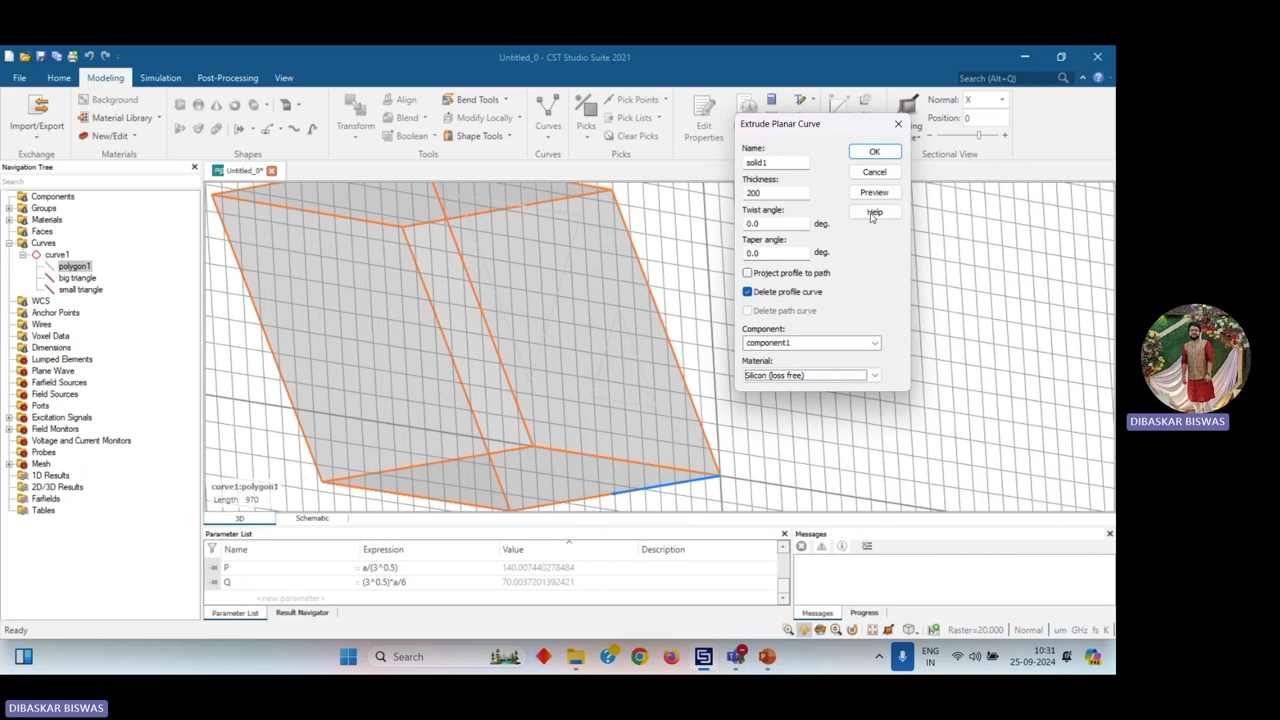 Untitled_0 - CST Studio Suite 2021
File Home Modeling Simulation Post-Processing View
Search (Alt+Q)
Import/Export
Exchange
Background
Material Library
New/Edit
Materials
Shapes
Transform
Align
Blend
Boolean
Bend Tools
Modify Locally
Shape Tools
Tools
Curves
Curves
Picks
Pick Points
Pick Lists
Clear Picks
Picks
Edit
Properties
Normal: X
Position: 0
Sectional View
Navigation Tree
Search
Components
Groups
Materials
Faces
Curves
curve1
polygon1
big triangle
small triangle
WCS
Anchor Points
Wires
Voxel Data
Dimensions
Lumped Elements
Plane Wave
Farfield Sources
Field Sources
Ports
Excitation Signals
Field Monitors
Voltage and Current Monitors
Probes
Mesh
1D Results
2D/3D Results
Farfields
Tables
Untitled_0*
curve1:polygon1
Length 970
3D Schematic
Extrude Planar Curve
Name:
solid1
Thickness:
200
Twist angle:
0.0 deg.
Taper angle:
0.0 deg.
Project profile to path
Delete profile curve
Delete path curve
Component:
component1
Material:
Silicon (loss free)
OK
Cancel
Preview
Help
Parameter List
Name Expression Value Description
P = a/(3^0.5) 140.007440278484
Q = (3^0.5)*a/6 70.0037201392421
<new parameter>
Parameter List Result Navigator
Messages
Messages Progress
Ready
Raster=20.000 Normal um GHz fs K
Search
ENG
IN
10:31
25-09-2024
DIBASKAR BISWAS
DIBASKAR BISWAS